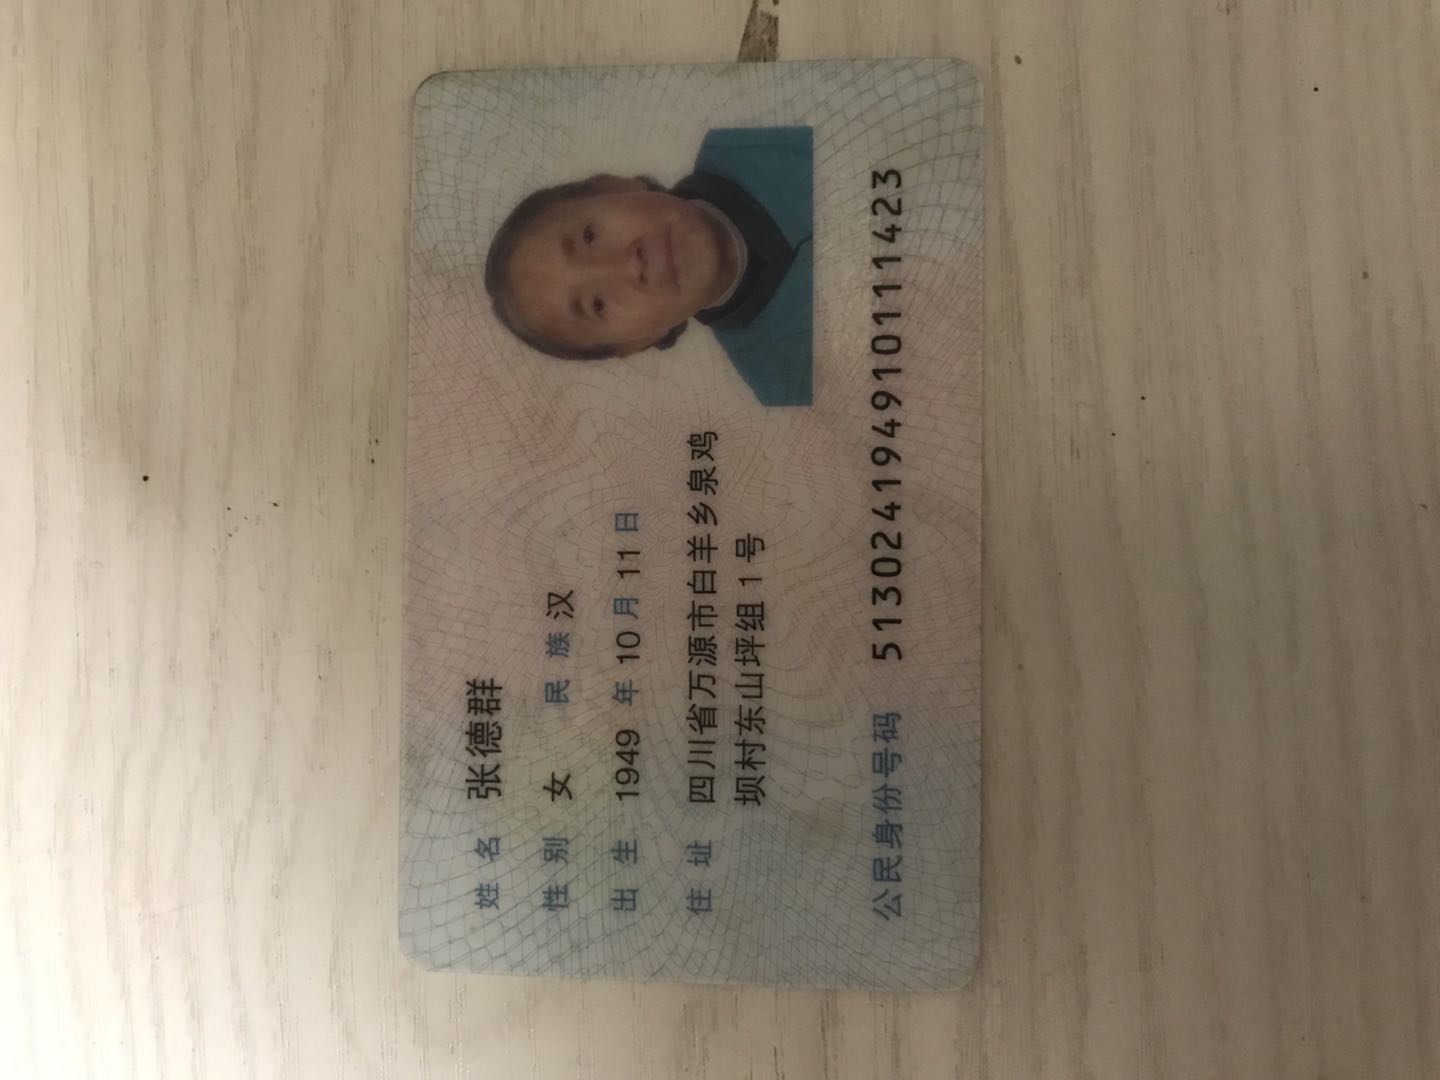 姓名 张德群
性别 女 民族 汉
出生 1949 年 10 月 11 日
住址 四川省万源市白羊乡泉鸡
坝村东山坪组1号
公民身份号码 513024194910111423